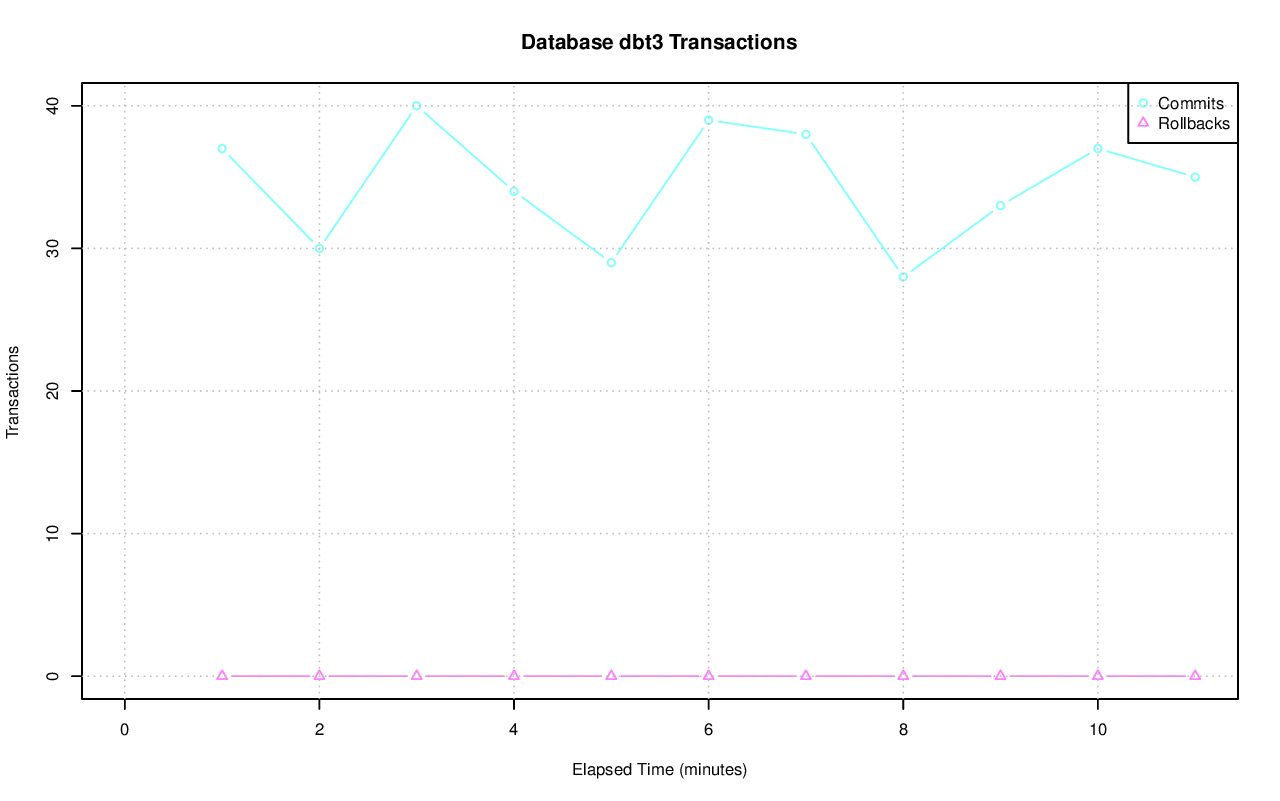 Database dbt3 Transactions
Commits
Rollbacks
40
30
20
10
0
Transactions
0 2 4 6 8 10
Elapsed Time (minutes)